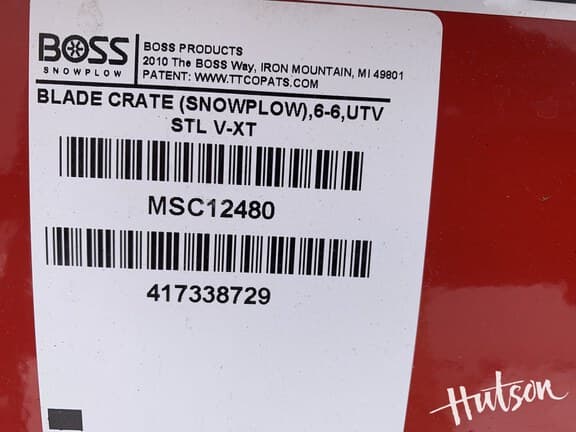 BOSS
SNOWPLOW
BOSS PRODUCTS
2010 The BOSS Way, IRON MOUNTAIN, MI 49801
PATENT: WWW.TTCOPATS.COM
BLADE CRATE (SNOWPLOW),6-6,UTV
STL V-XT
MSC12480
417338729
Hutson